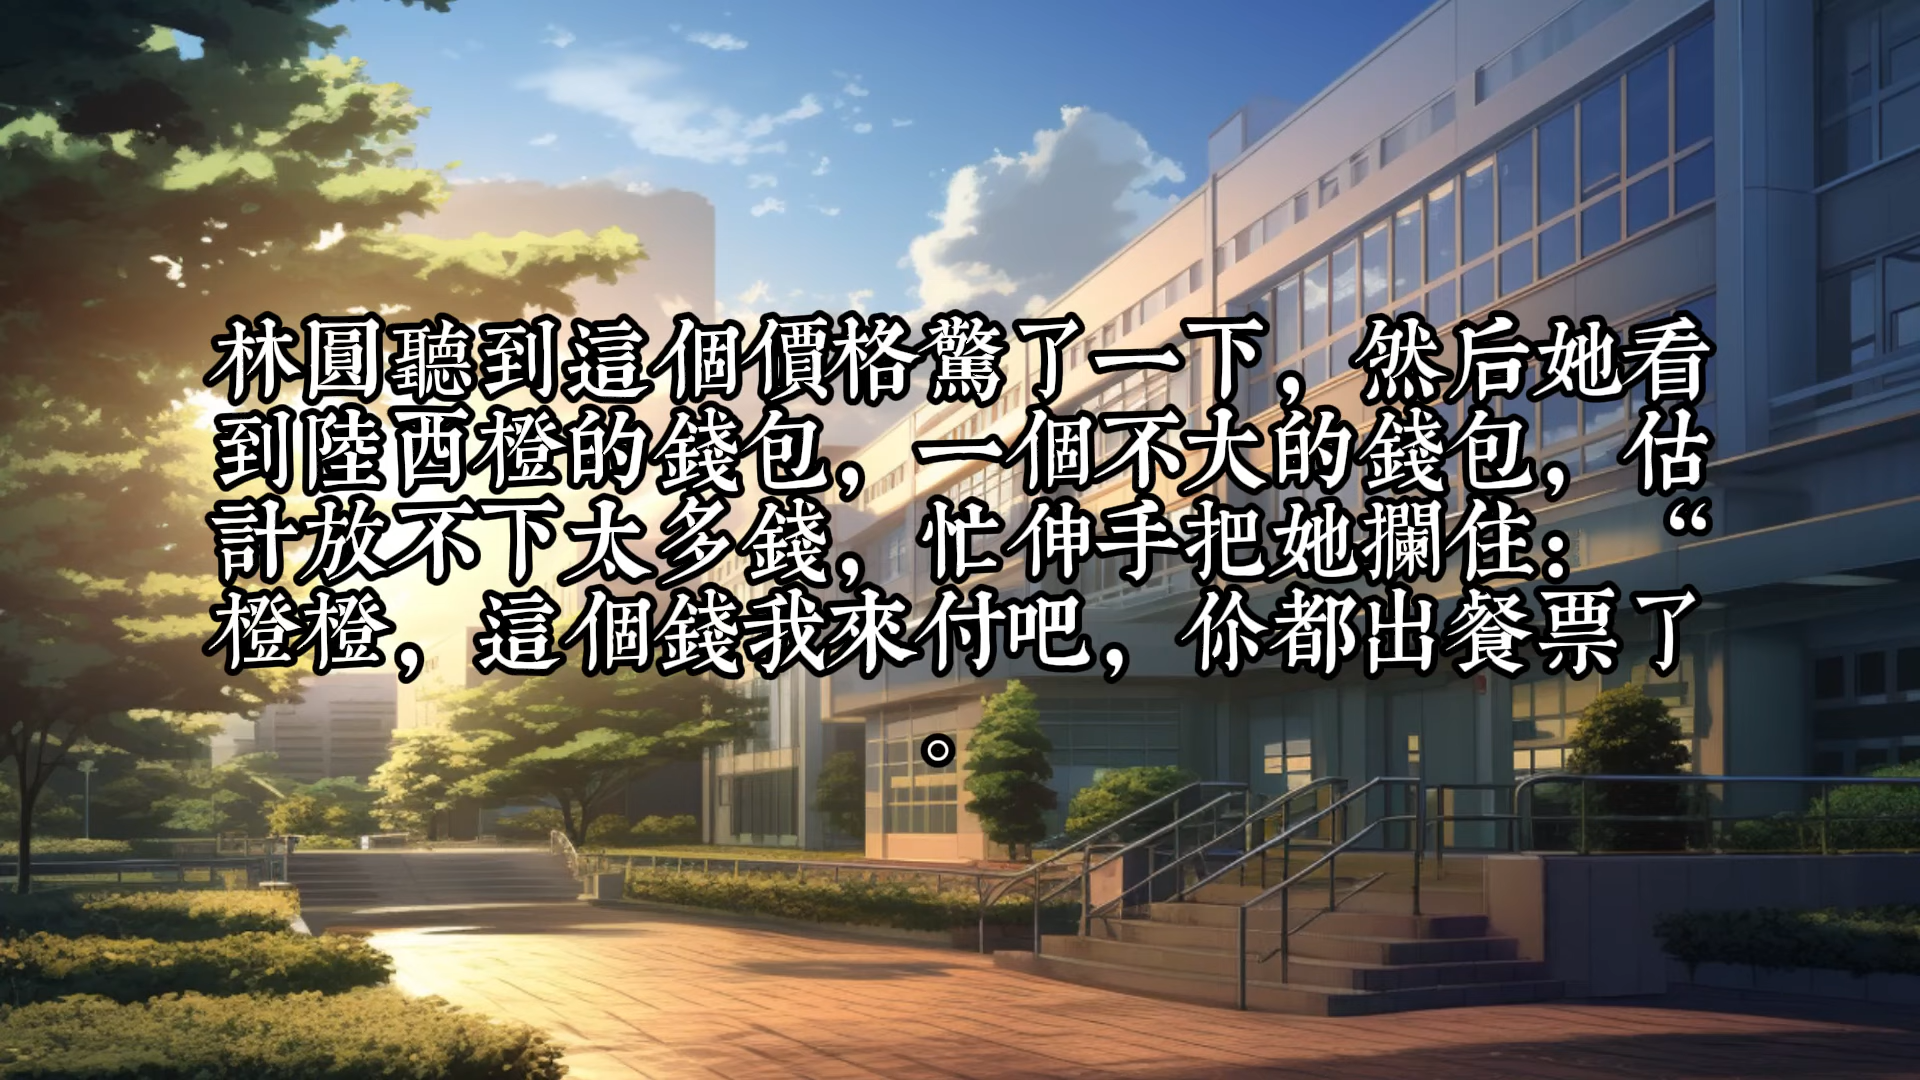 林圓聽到這個價格驚了一下，然后她看
到陸西橙的錢包，一個不大的錢包，估
計放不下太多錢，忙伸手把她攔住：“
橙橙，這個錢我來付吧，你都出餐票了
。